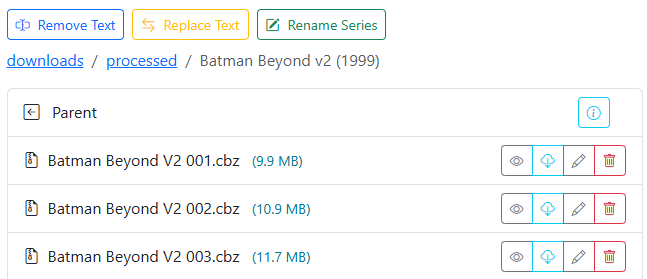 Remove Text Replace Text Rename Series
downloads / processed / Batman Beyond v2 (1999)
Parent
Batman Beyond V2 001.cbz (9.9 MB)
Batman Beyond V2 002.cbz (10.9 MB)
Batman Beyond V2 003.cbz (11.7 MB)